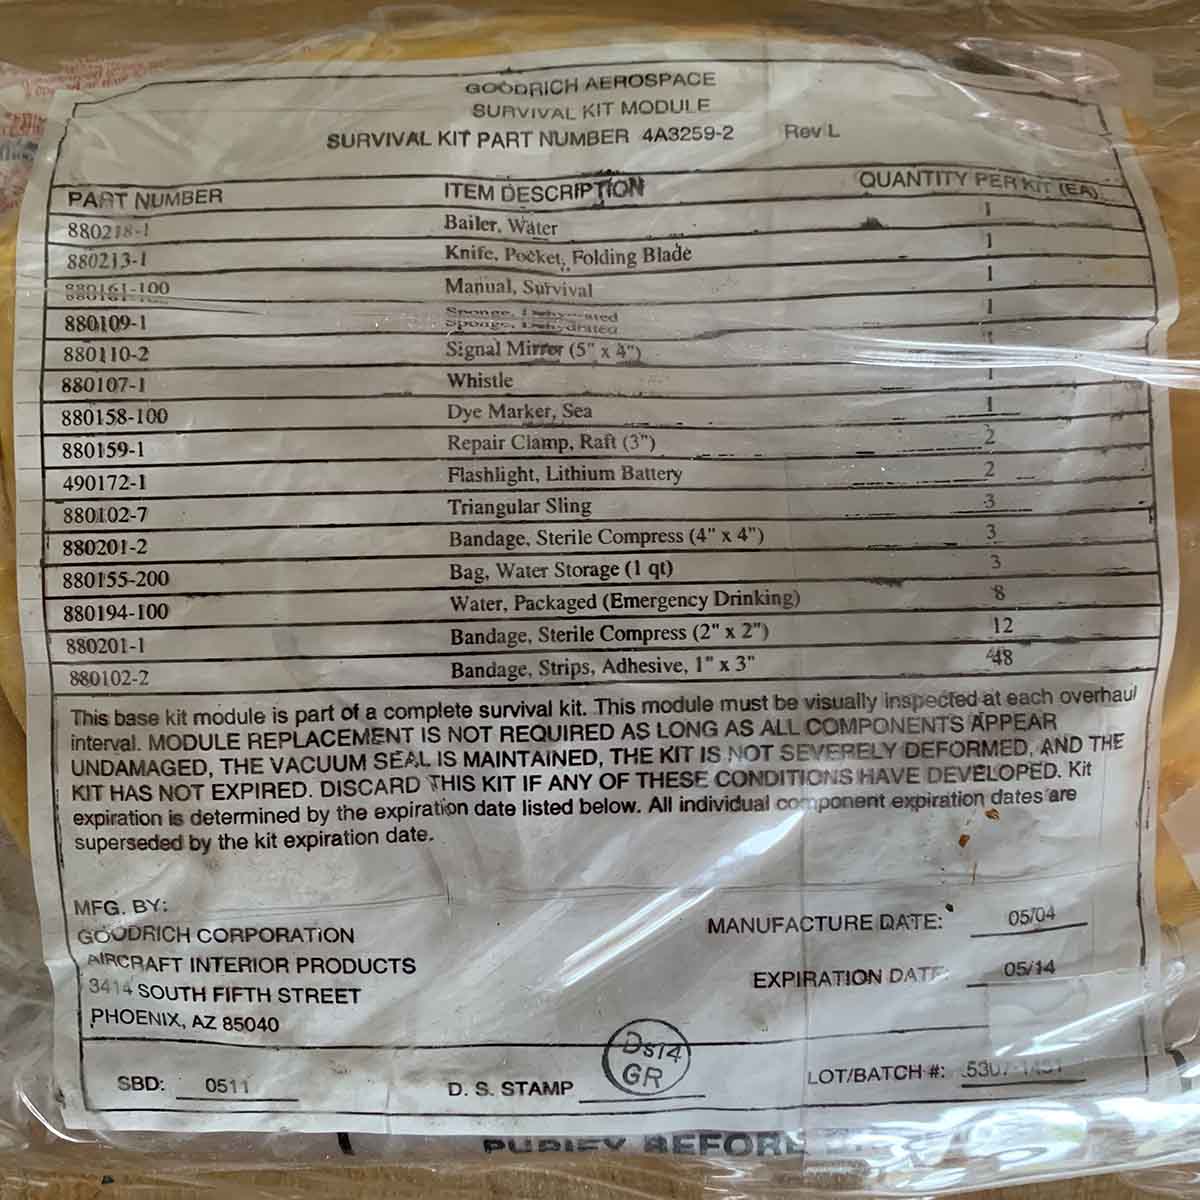 GOODRICH AEROSPACE
SURVIVAL KIT MODULE
SURVIVAL KIT PART NUMBER 4A3259-2 Rev L
PART NUMBER ITEM DESCRIPTION QUANTITY PER KIT (EA)
880218-1 Bailer, Water 1
880213-1 Knife, Pocket, Folding Blade 1
880161-100 Manual, Survival 1
880109-1 Sponge, Dehydrated 1
880110-2 Signal Mirror (5" x 4") 1
880107-1 Whistle 1
880158-100 Dye Marker, Sea 1
880159-1 Repair Clamp, Raft (3") 2
490172-1 Flashlight, Lithium Battery 2
880102-7 Triangular Sling 3
880201-2 Bandage, Sterile Compress (4" x 4") 3
880155-200 Bag, Water Storage (1 qt) 3
880194-100 Water, Packaged (Emergency Drinking) 8
880201-1 Bandage, Sterile Compress (2" x 2") 12
880102-2 Bandage, Strips, Adhesive, 1" x 3" 48
This base kit module is part of a complete survival kit. This module must be visually inspected at each overhaul
interval. MODULE REPLACEMENT IS NOT REQUIRED AS LONG AS ALL COMPONENTS APPEAR
UNDAMAGED, THE VACUUM SEAL IS MAINTAINED, THE KIT IS NOT SEVERELY DEFORMED, AND THE
KIT HAS NOT EXPIRED. DISCARD THIS KIT IF ANY OF THESE CONDITIONS HAVE DEVELOPED. Kit
expiration is determined by the expiration date listed below. All individual component expiration dates are
superseded by the kit expiration date.
MFG. BY:
GOODRICH CORPORATION
AIRCRAFT INTERIOR PRODUCTS
3414 SOUTH FIFTH STREET
PHOENIX, AZ 85040
MANUFACTURE DATE: 05/04
EXPIRATION DATE: 05/14
SBD: 0511 D. S. STAMP DS14 GR LOT/BATCH #:
PURIFY BEFORE